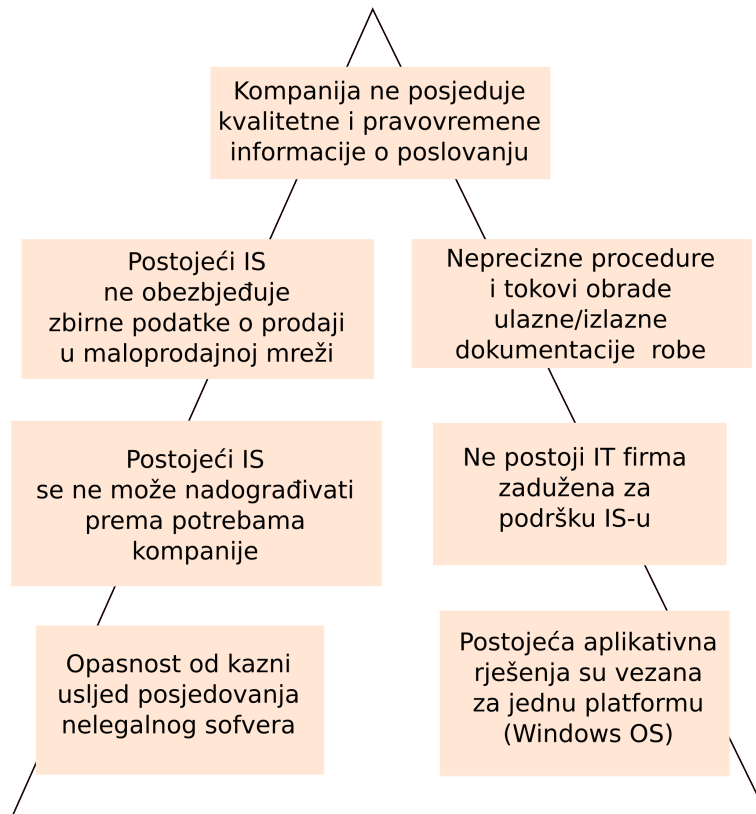 Kompanija ne posjeduje
kvalitetne i pravovremene
informacije o poslovanju
Postojeći IS
ne obezbjeđuje
zbirne podatke o prodaji
u maloprodajnoj mreži
Neprecizne procedure
i tokovi obrade
ulazne/izlazne
dokumentacije  robe
Postojeći IS
se ne može nadograđivati
prema potrebama
kompanije
Ne postoji IT firma
zadužena za
podršku IS-u
Opasnost od kazni
usljed posjedovanja
nelegalnog sofvera
Postojeća aplikativna
rješenja su vezana
za jednu platformu
(Windows OS)